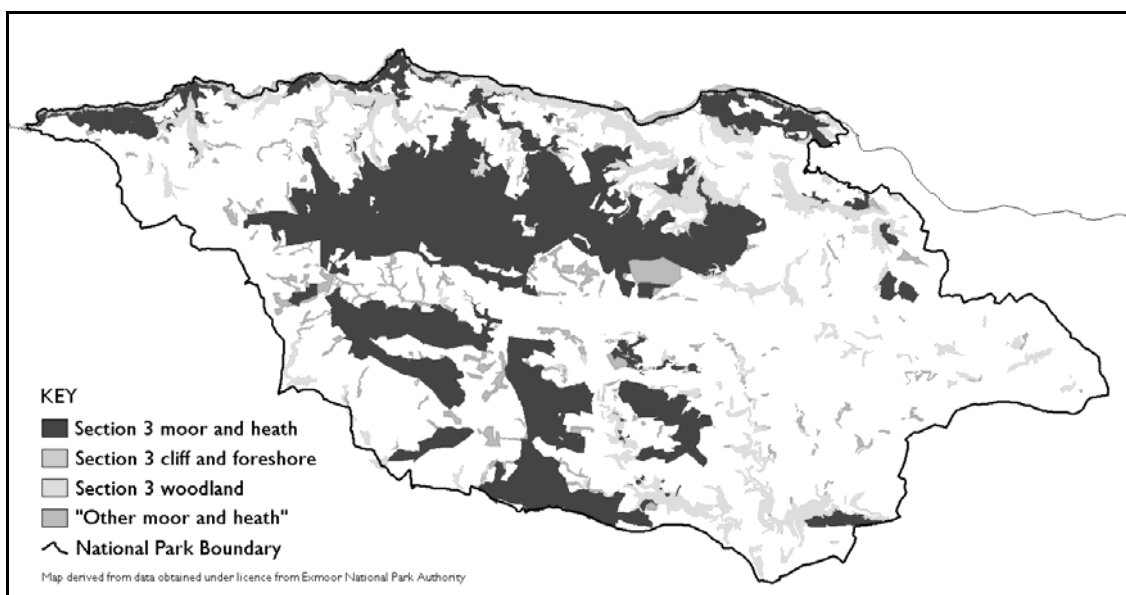 KEY
Section 3 moor and heath
Section 3 cliff and foreshore
Section 3 woodland
"Other moor and heath"
National Park Boundary
Map derived from data obtained under licence from Exmoor National Park Authority